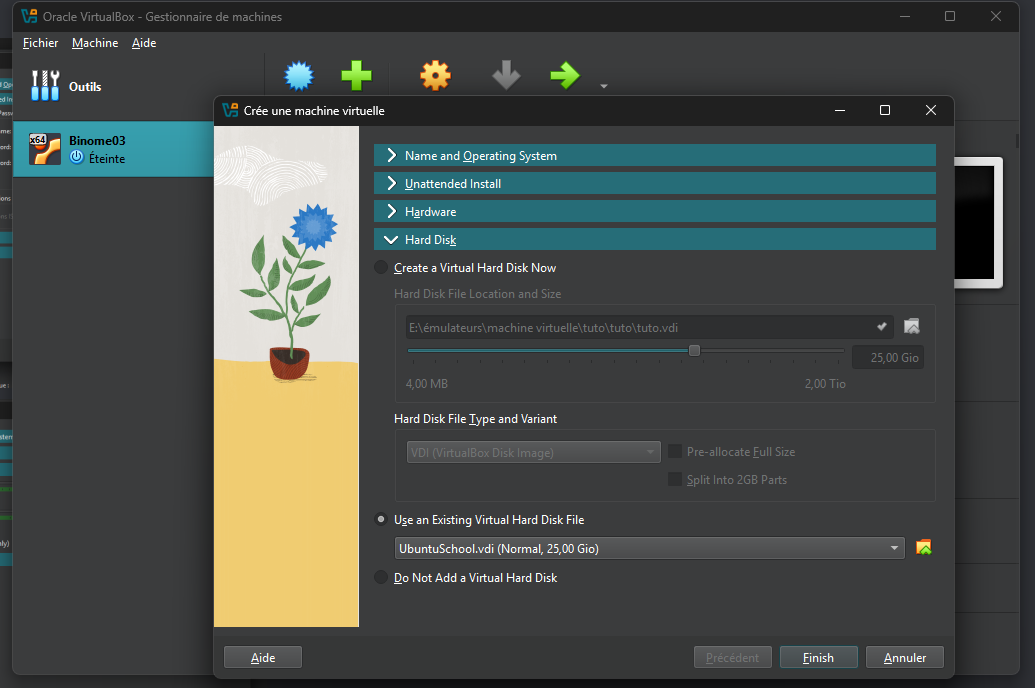 Oracle VirtualBox - Gestionnaire de machines
Fichier Machine Aide
Outils
x64
Binome03
Éteinte
Crée une machine virtuelle
Name and Operating System
Unattended Install
Hardware
Hard Disk
Create a Virtual Hard Disk Now
Hard Disk File Location and Size
E:\émulateurs\machine virtuelle\tuto\tuto\tuto.vdi
25,00 Gio
4,00 MB 2,00 Tio
Hard Disk File Type and Variant
VDI (VirtualBox Disk Image)
Pre-allocate Full Size
Split Into 2GB Parts
Use an Existing Virtual Hard Disk File
UbuntuSchool.vdi (Normal, 25,00 Gio)
Do Not Add a Virtual Hard Disk
Aide Précédent Finish Annuler